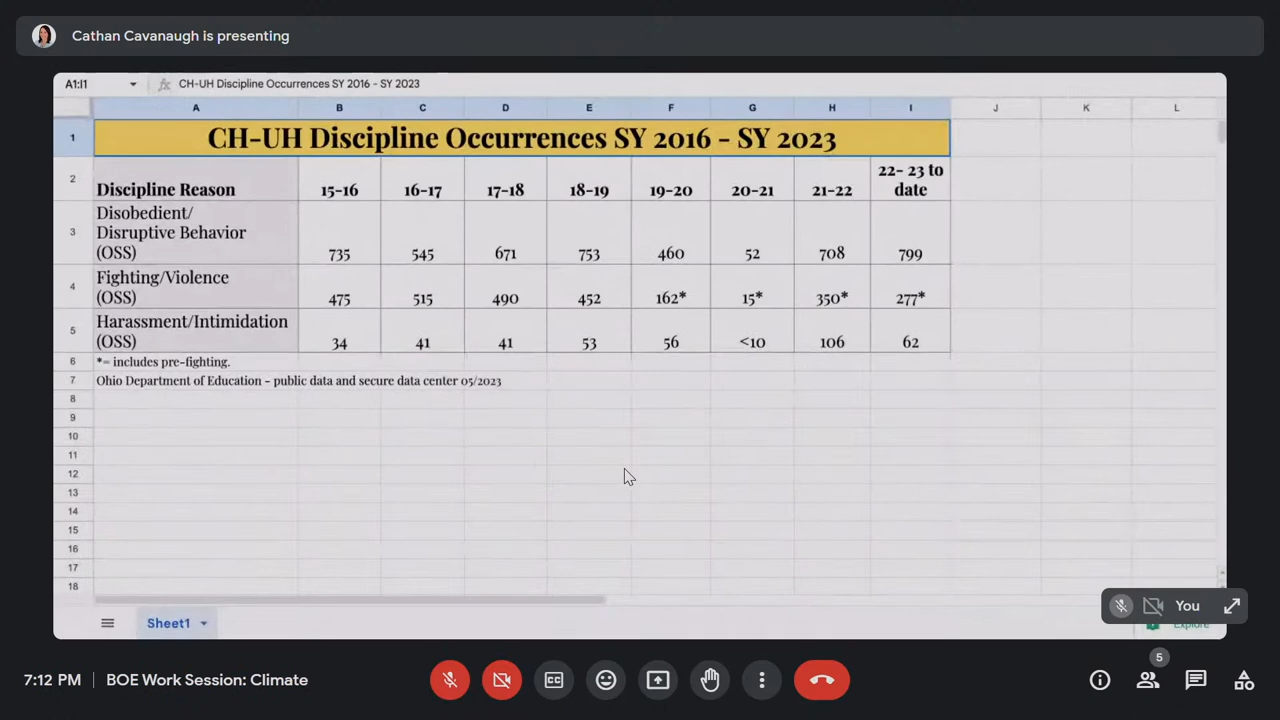 Cathan Cavanaugh is presenting
A1:I1 fx CH-UH Discipline Occurrences SY 2016 - SY 2023
A B C D E F G H I J K L
1 CH-UH Discipline Occurrences SY 2016 - SY 2023
2 Discipline Reason 15-16 16-17 17-18 18-19 19-20 20-21 21-22 22- 23 to
date
3 Disobedient/
Disruptive Behavior
(OSS) 735 545 671 753 460 52 708 799
4 Fighting/Violence
(OSS) 475 515 490 452 162* 15* 350* 277*
5 Harassment/Intimidation
(OSS) 34 41 41 53 56 <10 106 62
6 *= includes pre-fighting.
7 Ohio Department of Education - public data and secure data center 05/2023
8
9
10
11
12
13
14
15
16
17
18
You
Sheet1
Explore
7:12 PM | BOE Work Session: Climate
5